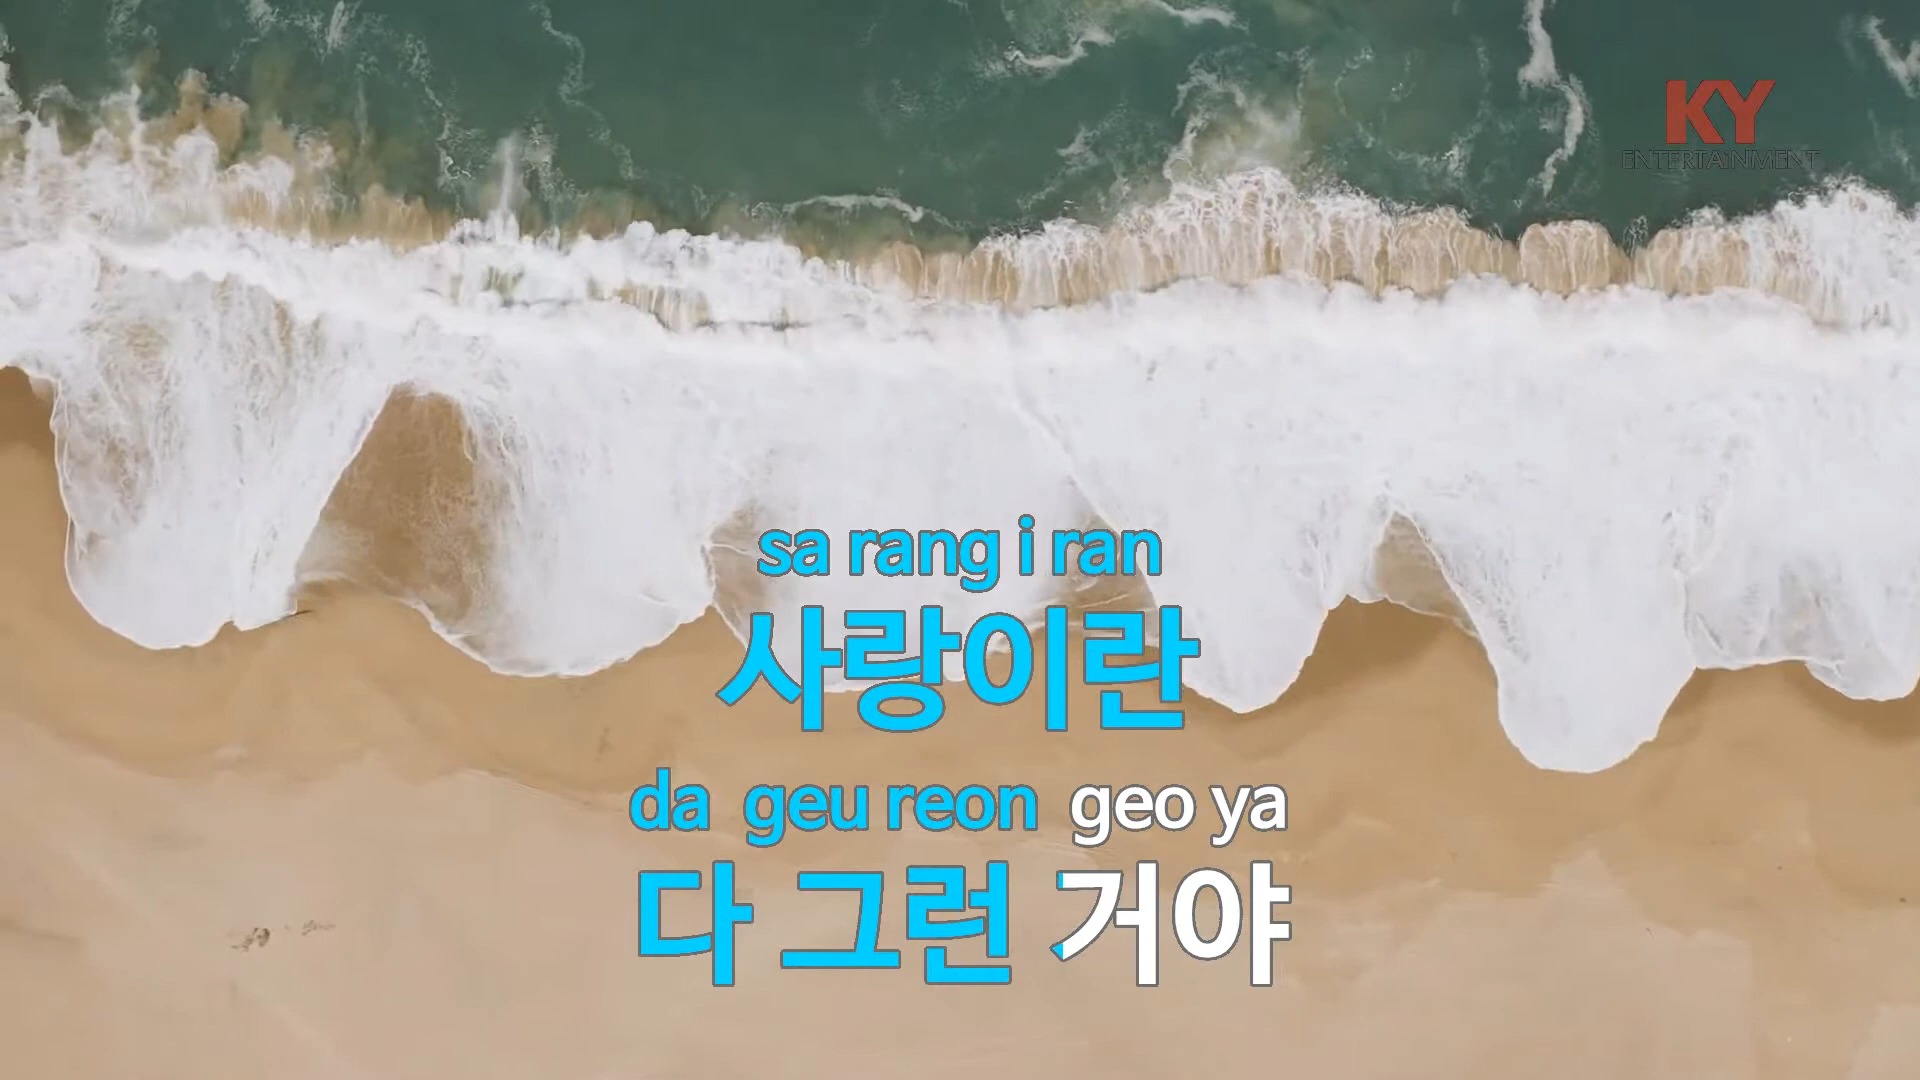 KY
ENTERTAINMENT
sa rang i ran
사랑이란
da geu reon geo ya
다 그런 거야